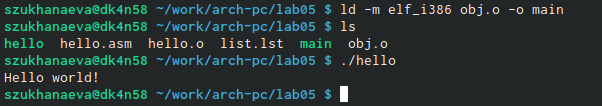 szukhanaeva@dk4n58 ~/work/arch-pc/lab05 $ ld -m elf_i386 obj.o -o main
szukhanaeva@dk4n58 ~/work/arch-pc/lab05 $ ls
hello  hello.asm  hello.o  list.lst  main  obj.o
szukhanaeva@dk4n58 ~/work/arch-pc/lab05 $ ./hello
Hello world!
szukhanaeva@dk4n58 ~/work/arch-pc/lab05 $